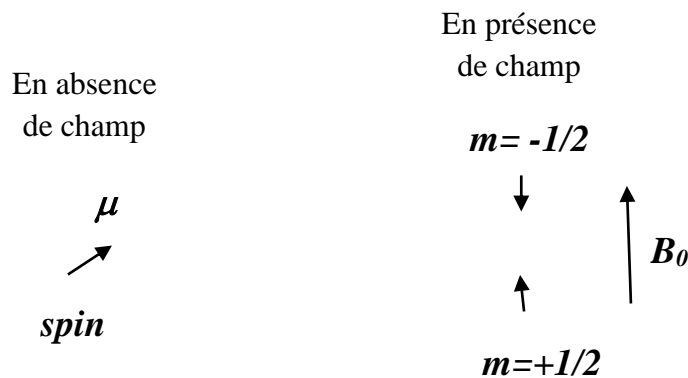 En absence
de champ
μ
spin
En présence
de champ
m= -1/2
B₀
m=+1/2